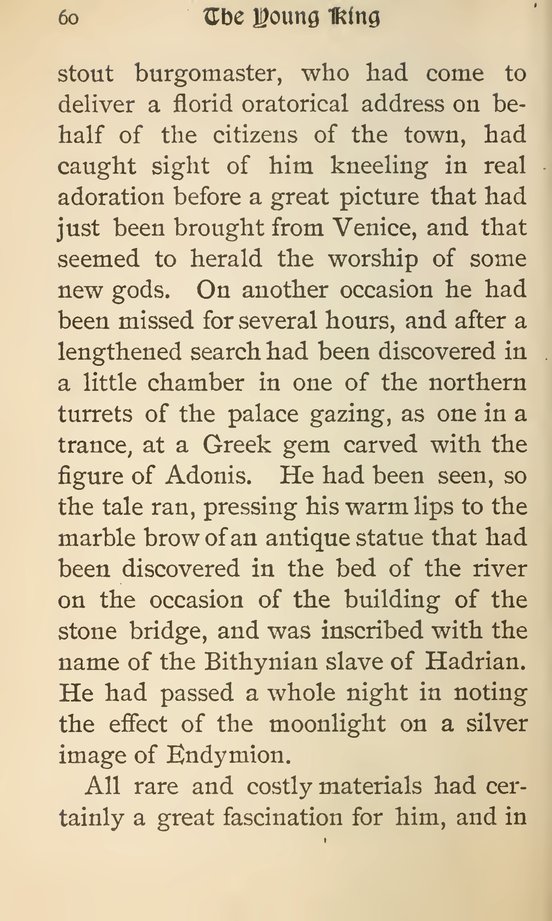 60 The Young King
stout burgomaster, who had come to
deliver a florid oratorical address on be-
half of the citizens of the town, had
caught sight of him kneeling in real
adoration before a great picture that had
just been brought from Venice, and that
seemed to herald the worship of some
new gods. On another occasion he had
been missed for several hours, and after a
lengthened search had been discovered in
a little chamber in one of the northern
turrets of the palace gazing, as one in a
trance, at a Greek gem carved with the
figure of Adonis. He had been seen, so
the tale ran, pressing his warm lips to the
marble brow of an antique statue that had
been discovered in the bed of the river
on the occasion of the building of the
stone bridge, and was inscribed with the
name of the Bithynian slave of Hadrian.
He had passed a whole night in noting
the effect of the moonlight on a silver
image of Endymion.
All rare and costly materials had cer-
tainly a great fascination for him, and in